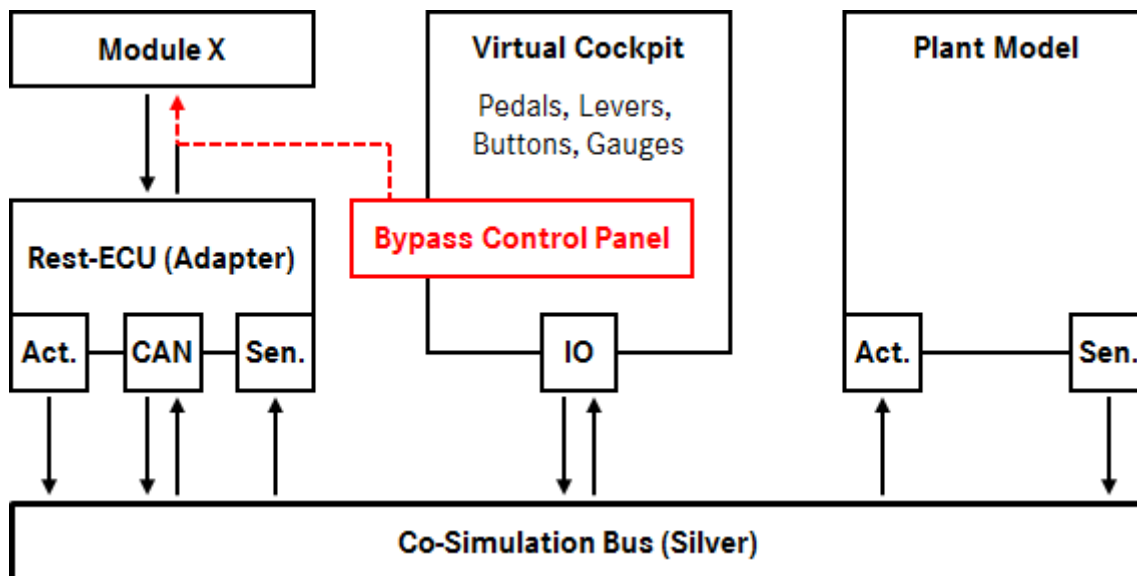 Module X
Virtual Cockpit
Plant Model
Pedals, Levers,
Buttons, Gauges
Bypass Control Panel
Rest-ECU (Adapter)
Act.
CAN
Sen.
IO
Act.
Sen.
Co-Simulation Bus (Silver)